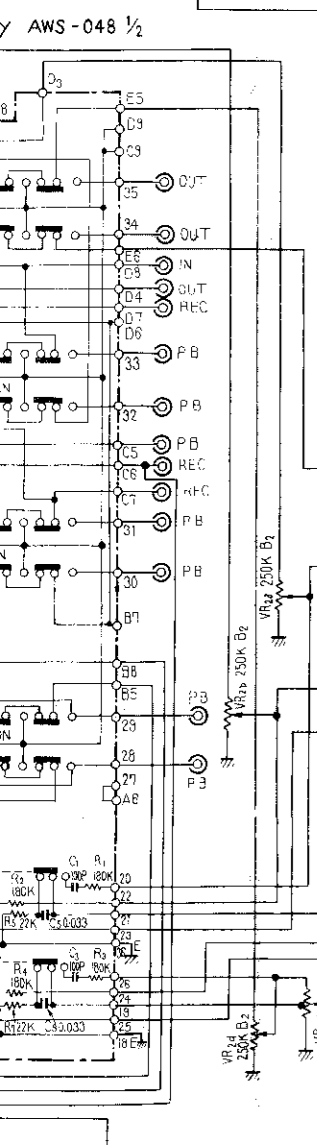 AWS-048 ½
D3
8
E5
D9
C9
35
OUT
34
OUT
E6
IN
D8
OUT
D4
REC
D7
D6
PB
33
N
PB
32
PB
C5
REC
C6
REC
C7
PB
31
N
PB
30
B7
VR2a 250K B2
VR2b 250K B2
B8
B5
PB
29
28
PB
27
A6
C1 R1
100P 180K
20
R2
180K
22
R5 22K C5 0.033
21
23
E
C3 R3
100P 180K
R4
180K
26
24
R7 22K
19
25
18 E
VR2d
250K B2